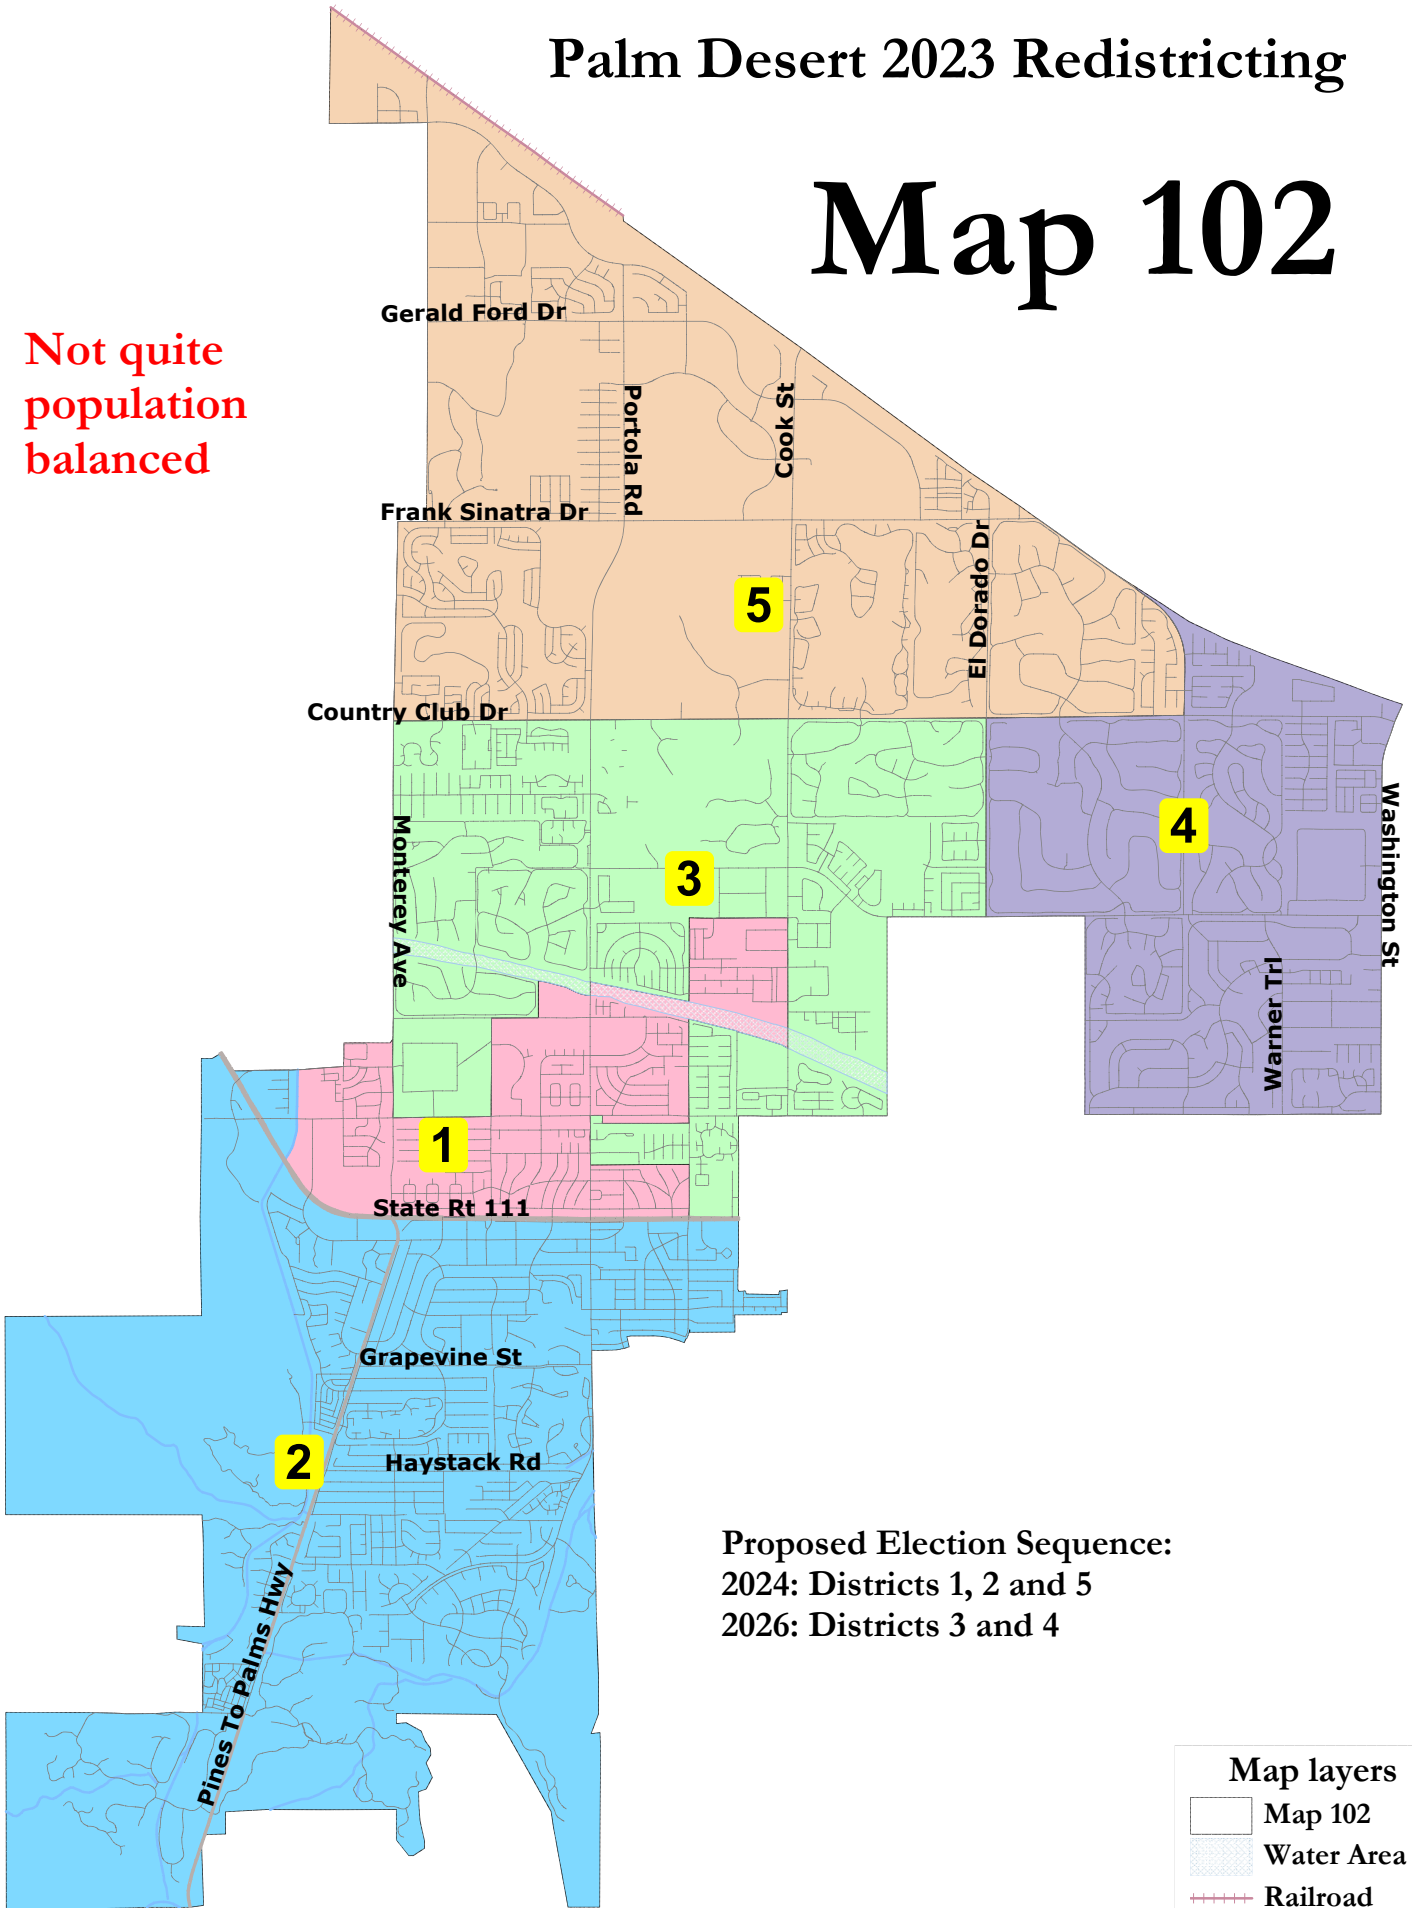 Palm Desert 2023 Redistricting
Map 102
Not quite
population
balanced
Gerald Ford Dr
Portola Rd
Cook St
Frank Sinatra Dr
El Dorado Dr
5
Country Club Dr
Monterey Ave
3
4
Washington St
Warner Trl
1
State Rt 111
Grapevine St
2
Haystack Rd
Pines To Palms Hwy
Proposed Election Sequence:
2024: Districts 1, 2 and 5
2026: Districts 3 and 4
Map layers
Map 102
Water Area
Railroad